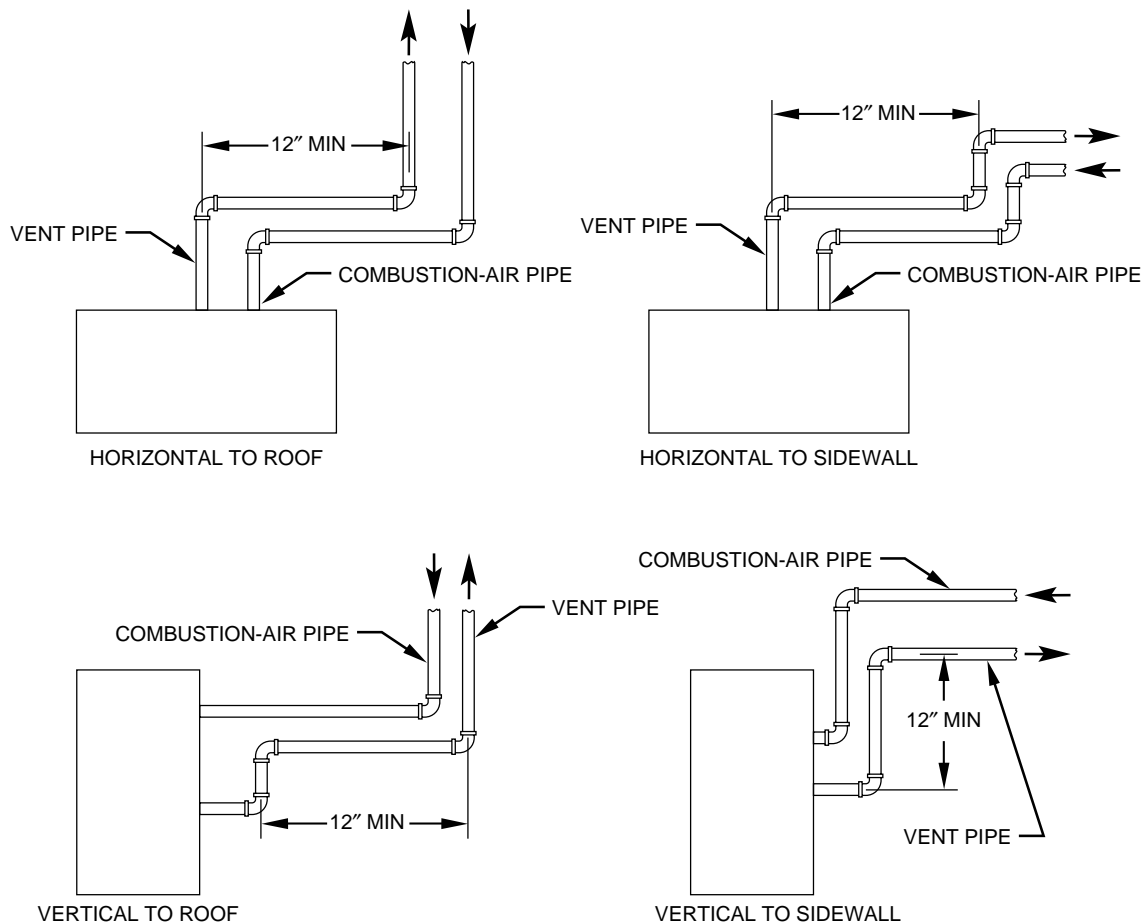 12″ MIN
VENT PIPE
COMBUSTION-AIR PIPE
HORIZONTAL TO ROOF
12″ MIN
VENT PIPE
COMBUSTION-AIR PIPE
HORIZONTAL TO SIDEWALL
COMBUSTION-AIR PIPE
VENT PIPE
12″ MIN
VERTICAL TO ROOF
COMBUSTION-AIR PIPE
12″ MIN
VENT PIPE
VERTICAL TO SIDEWALL